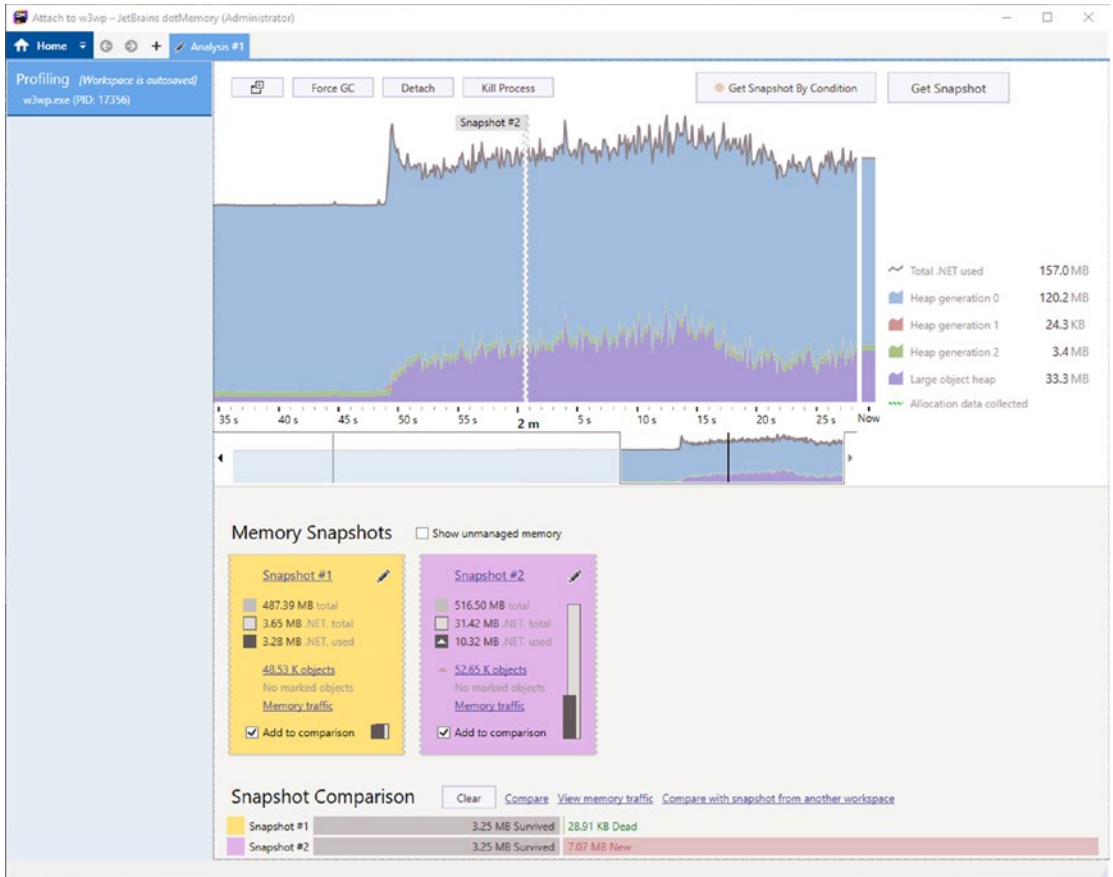 Attach to w3wp – JetBrains dotMemory (Administrator)
Home + Analysis #1
Profiling [Workspace is autosaved]
w3wp.exe (PID: 17356)
Force GC Detach Kill Process Get Snapshot By Condition Get Snapshot
Snapshot #2
Total .NET used 157.0 MB
Heap generation 0 120.2 MB
Heap generation 1 24.3 KB
Heap generation 2 3.4 MB
Large object heap 33.3 MB
Allocation data collected
35 s 40 s 45 s 50 s 55 s 2 m 5 s 10 s 15 s 20 s 25 s Now
Memory Snapshots Show unmanaged memory
Snapshot #1
487.39 MB total
3.65 MB .NET, total
3.28 MB .NET, used
48.53 K objects
No marked objects
Memory traffic
Add to comparison
Snapshot #2
516.50 MB total
31.42 MB .NET, total
10.32 MB .NET, used
52.65 K objects
No marked objects
Memory traffic
Add to comparison
Snapshot Comparison Clear Compare View memory traffic Compare with snapshot from another workspace
Snapshot #1 3.25 MB Survived 28.91 KB Dead
Snapshot #2 3.25 MB Survived 7.07 MB New